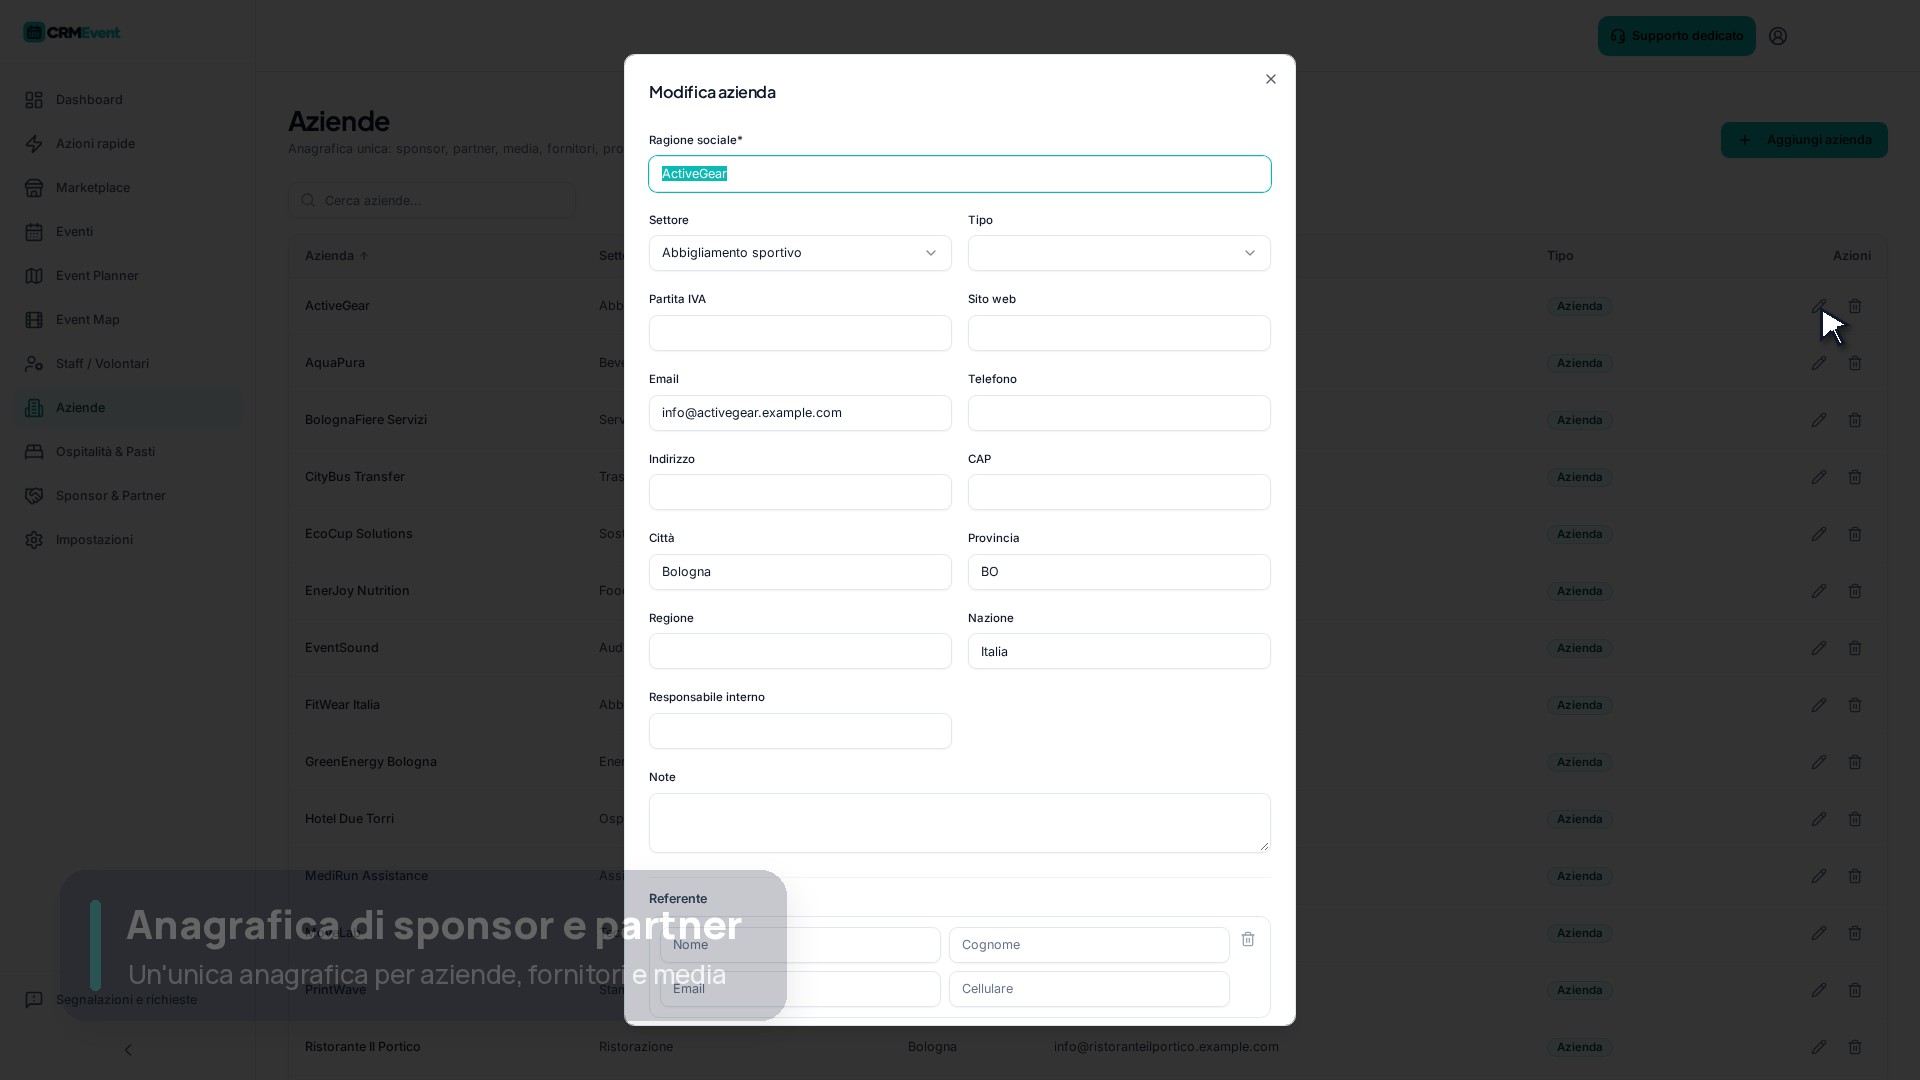 CRMEvent
Supporto dedicato
Dashboard
Azioni rapide
Marketplace
Eventi
Event Planner
Event Map
Staff / Volontari
Aziende
Ospitalità & Pasti
Sponsor & Partner
Impostazioni
Segnalazioni e richieste
Aziende
Anagrafica unica: sponsor, partner, media, fornitori,
Aggiungi azienda
Cerca aziende...
Azienda ↑ Tipo Azioni
ActiveGear Azienda
AquaPura Azienda
BolognaFiere Servizi Azienda
CityBus Transfer Azienda
EcoCup Solutions Azienda
EnerJoy Nutrition Azienda
EventSound Azienda
FitWear Italia Azienda
GreenEnergy Bologna Azienda
Hotel Due Torri Azienda
MediRun Assistance Azienda
MoveLab Azienda
PrintWave Azienda
Ristorante Il Portico Ristorazione Bologna info@ristoranteilportico.example.com Azienda
Modifica azienda
Ragione sociale*
ActiveGear
Settore Tipo
Abbigliamento sportivo
Partita IVA Sito web
Email Telefono
info@activegear.example.com
Indirizzo CAP
Città Provincia
Bologna BO
Regione Nazione
Italia
Responsabile interno
Note
Referente
Nome Cognome
Email Cellulare
Anagrafica di sponsor e partner
Un'unica anagrafica per aziende, fornitori e media